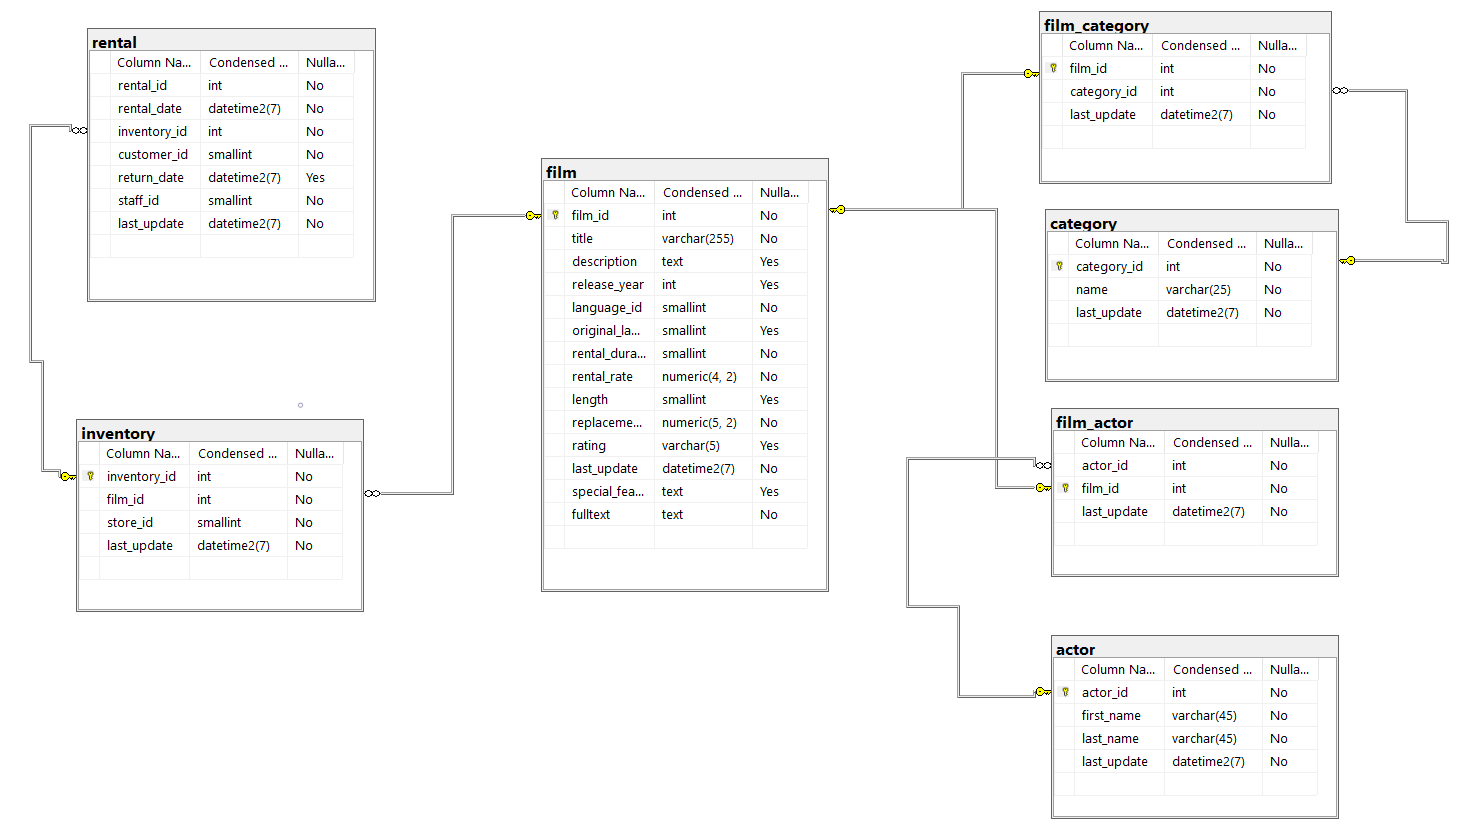 rental
Column Na... Condensed ... Nulla...
rental_id int No
rental_date datetime2(7) No
inventory_id int No
customer_id smallint No
return_date datetime2(7) Yes
staff_id smallint No
last_update datetime2(7) No
inventory
Column Na... Condensed ... Nulla...
inventory_id int No
film_id int No
store_id smallint No
last_update datetime2(7) No
film
Column Na... Condensed ... Nulla...
film_id int No
title varchar(255) No
description text Yes
release_year int Yes
language_id smallint No
original_la... smallint Yes
rental_dura... smallint No
rental_rate numeric(4, 2) No
length smallint Yes
replaceme... numeric(5, 2) No
rating varchar(5) Yes
last_update datetime2(7) No
special_fea... text Yes
fulltext text No
film_category
Column Na... Condensed ... Nulla...
film_id int No
category_id int No
last_update datetime2(7) No
category
Column Na... Condensed ... Nulla...
category_id int No
name varchar(25) No
last_update datetime2(7) No
film_actor
Column Na... Condensed ... Nulla...
actor_id int No
film_id int No
last_update datetime2(7) No
actor
Column Na... Condensed ... Nulla...
actor_id int No
first_name varchar(45) No
last_name varchar(45) No
last_update datetime2(7) No